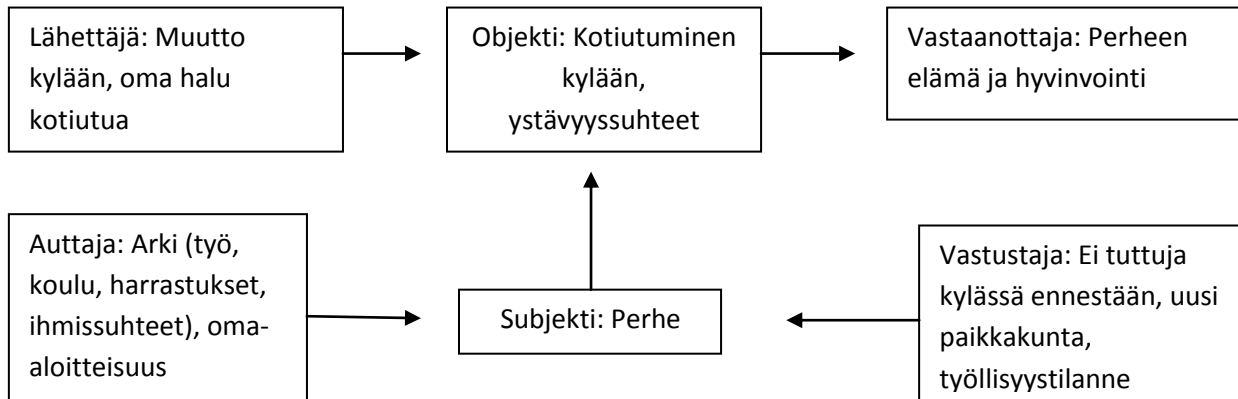 Lähettäjä: Muutto
kylään, oma halu
kotiutua
Objekti: Kotiutuminen
kylään,
ystävyyssuhteet
Vastaanottaja: Perheen
elämä ja hyvinvointi
Auttaja: Arki (työ,
koulu, harrastukset,
ihmissuhteet), oma-
aloitteisuus
Subjekti: Perhe
Vastustaja: Ei tuttuja
kylässä ennestään, uusi
paikkakunta,
työllisyystilanne